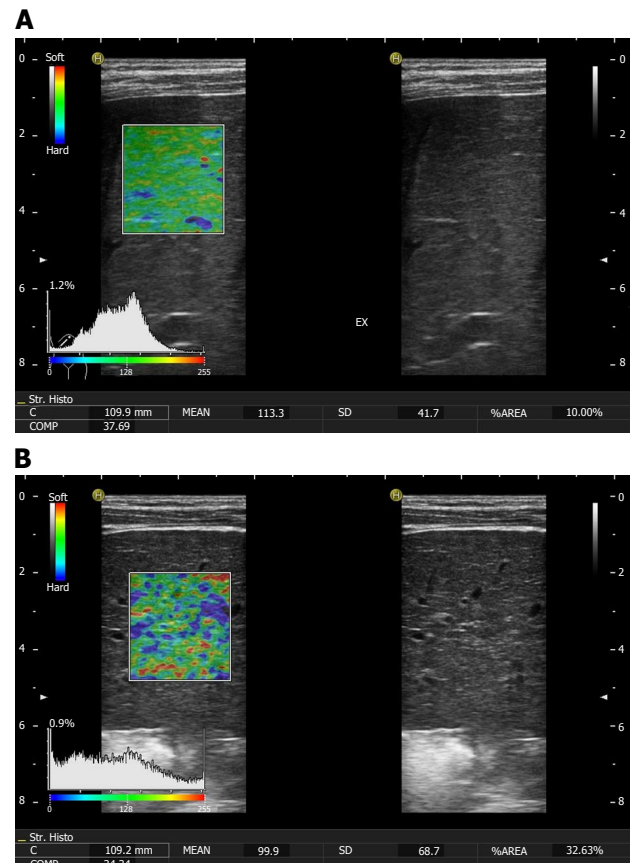 A
H H
0 Soft 0
Hard
2 2
4 4
6 6
1.2%
EX
8 8
0 128 255
Str. Histo
C 109.9 mm MEAN 113.3 SD 41.7 %AREA 10.00%
COMP 37.69
B
H H
0 Soft 0
Hard
2 2
4 4
6 6
0.9%
8 8
0 128 255
Str. Histo
C 109.2 mm MEAN 99.9 SD 68.7 %AREA 32.63%